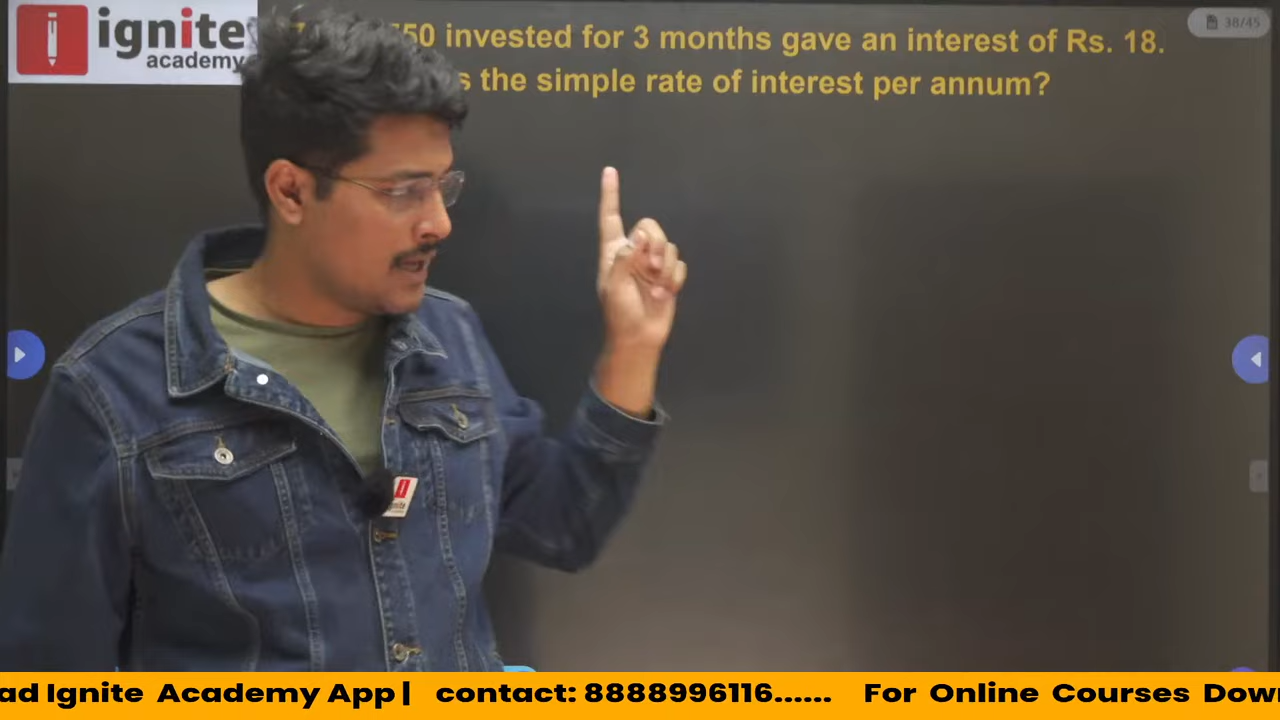 ignite
academy
38/45
50 invested for 3 months gave an interest of Rs. 18.
s the simple rate of interest per annum?
ad Ignite Academy App | contact: 8888996116...... For Online Courses Dow